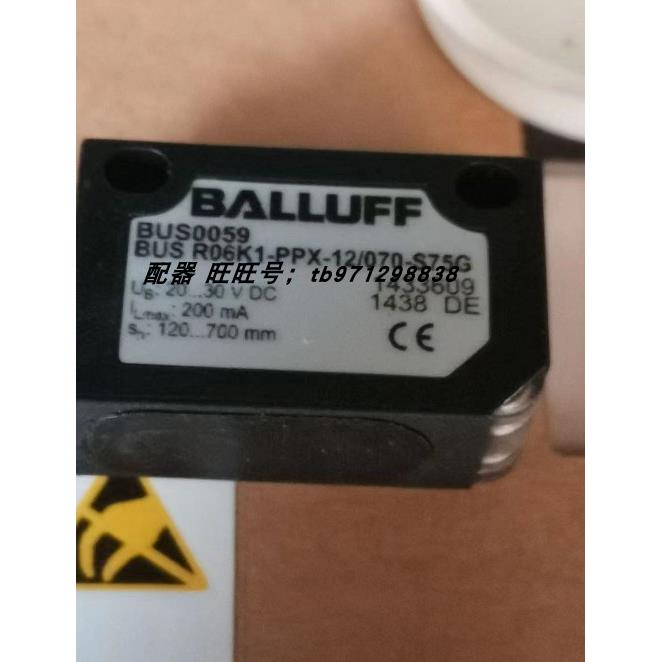 BALLUFF
BUS0059
BUS R06K1-PPX-12/070-S75G
配器 旺旺号；tb971298838
Us: 20...30 V DC
1433609
ILmax: 200 mA
1438 DE
sn: 120...700 mm
CE